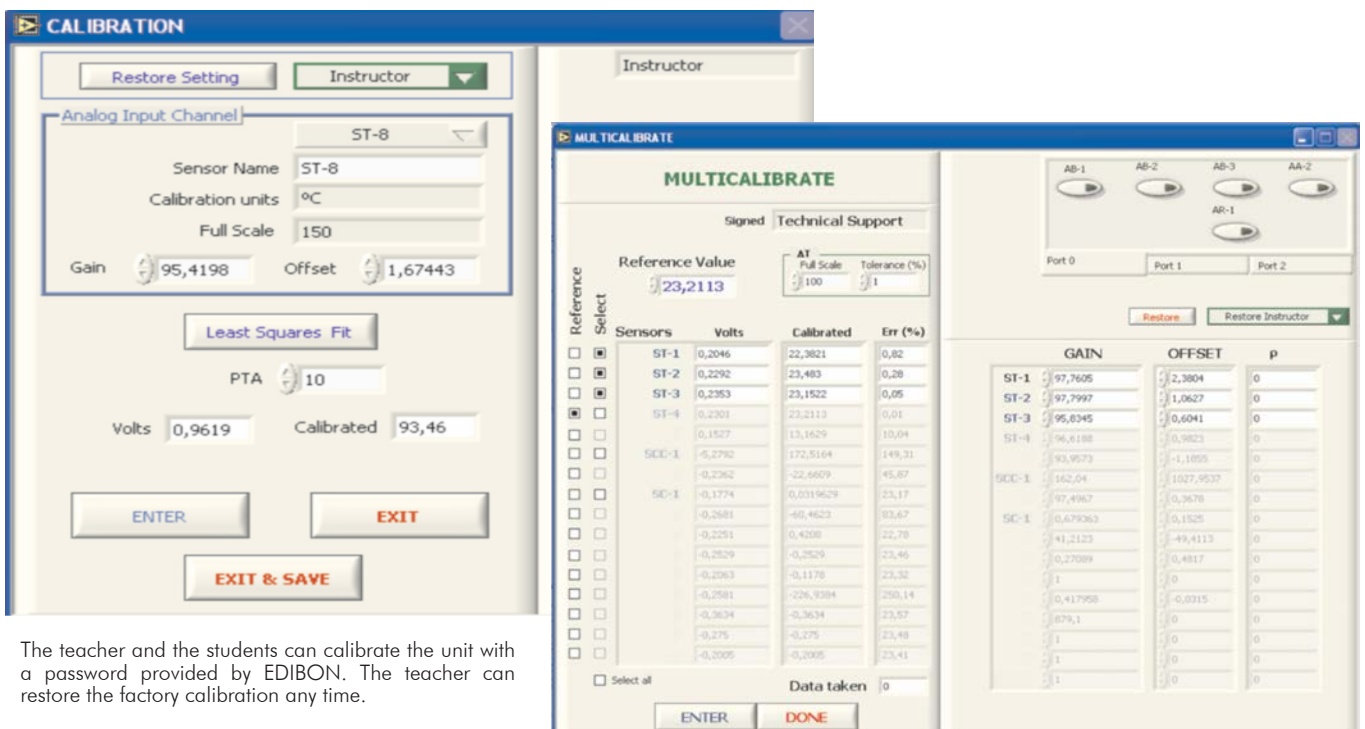 CALIBRATION
Restore Setting Instructor
Instructor
Analog Input Channel
ST-8
Sensor Name ST-8
Calibration units ºC
Full Scale 150
Gain 95,4198 Offset 1,67443
Least Squares Fit
PTA 10
Volts 0,9619 Calibrated 93,46
ENTER EXIT
EXIT & SAVE
The teacher and the students can calibrate the unit with
a password provided by EDIBON. The teacher can
restore the factory calibration any time.
MULTICALIBRATE
MULTICALIBRATE
Signed Technical Support
Reference Value
23,2113
ΔT
Full Scale Tolerance (%)
100 1
Reference
Select
Sensors Volts Calibrated Err (%)
ST-1 0,2046 22,3821 0,82
ST-2 0,2292 23,483 0,28
ST-3 0,2353 23,1522 0,05
ST-4 0,2301 23,2113 0,01
0,1527 13,1629 10,04
SCC-1 -5,2792 172,5164 149,31
-0,2362 -22,6609 45,87
SC-1 -0,1774 0,0319629 23,17
-0,2681 -60,4623 83,67
-0,2251 0,4208 22,78
-0,2529 -0,2529 23,46
-0,2063 -0,1178 23,32
-0,2581 -226,9384 250,14
-0,3634 -0,3634 23,57
-0,275 -0,275 23,48
-0,2005 -0,2005 23,41
Select all
Data taken 0
ENTER DONE
AB-1 AB-2 AB-3 AA-2
AR-1
Port 0 Port 1 Port 2
Restore Restore Instructor
GAIN OFFSET ρ
ST-1 97,7605 2,3804 0
ST-2 97,7997 1,0627 0
ST-3 95,8345 0,6041 0
ST-4 96,6188 0,9823 0
93,9573 -1,1855 0
SCC-1 162,04 1027,9537 0
97,4967 0,3678 0
SC-1 0,679363 0,1525 0
41,2123 -49,4113 0
0,27089 0,4817 0
1 0 0
0,417958 -0,0315 0
879,1 0 0
1 0 0
1 0 0
1 0 0